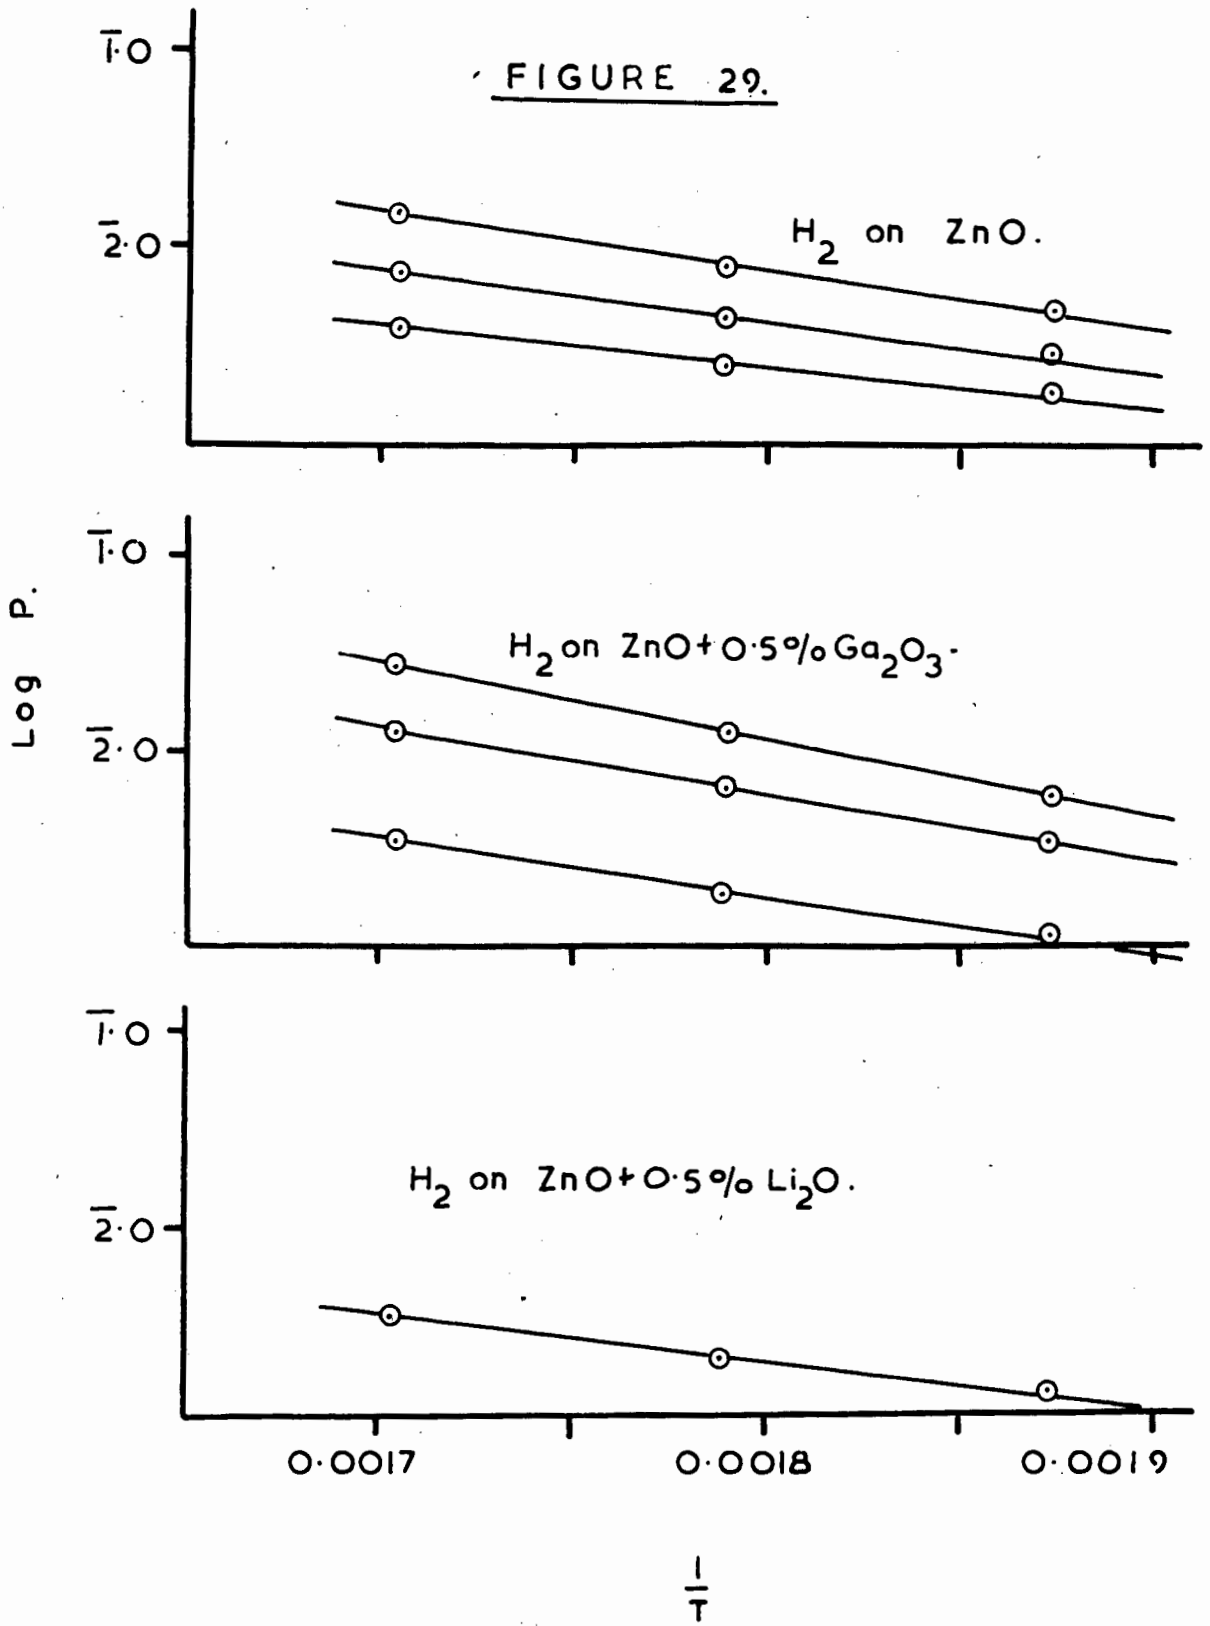 FIGURE 29.
1̅.0
H₂ on ZnO.
2̅.0
1̅.0
Log P.
H₂ on ZnO+0.5% Ga₂O₃.
2̅.0
1̅.0
H₂ on ZnO+0.5% Li₂O.
2̅.0
0.0017 0.0018 0.0019
1/T